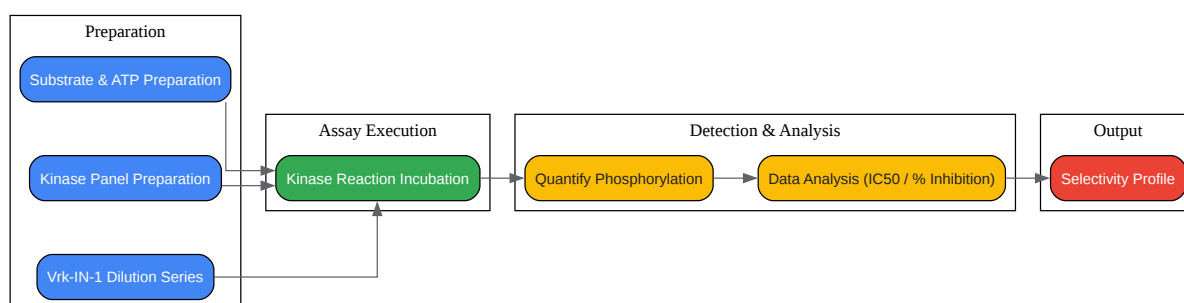 Preparation
Substrate & ATP Preparation
Kinase Panel Preparation
Vrk-IN-1 Dilution Series
Assay Execution
Kinase Reaction Incubation
Detection & Analysis
Quantify Phosphorylation
Data Analysis (IC50 / % Inhibition)
Output
Selectivity Profile